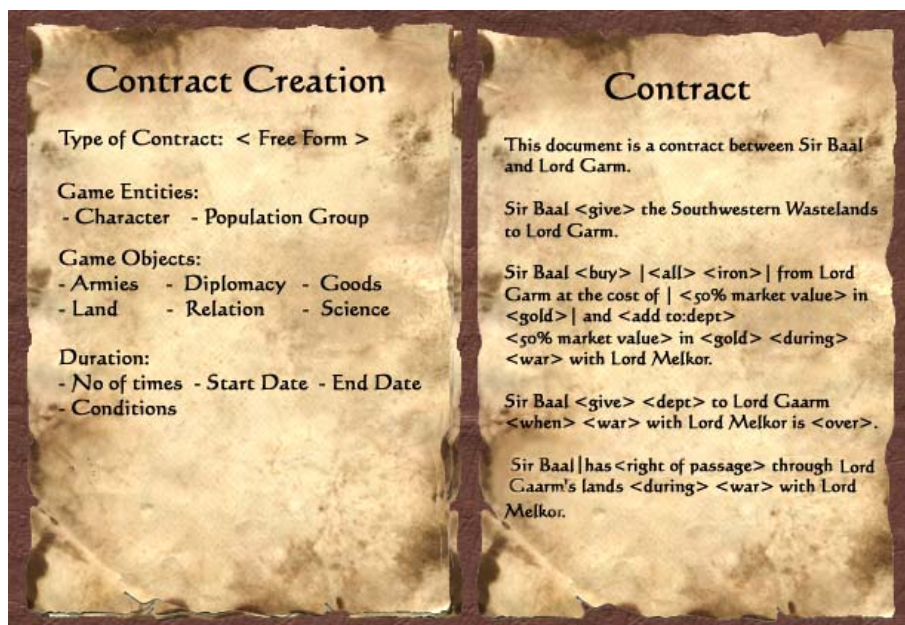 Contract Creation
Type of Contract: < Free Form >
Game Entities:
- Character - Population Group
Game Objects:
- Armies - Diplomacy - Goods
- Land - Relation - Science
Duration:
- No of times - Start Date - End Date
- Conditions
Contract
This document is a contract between Sir Baal
and Lord Garm.
Sir Baal <give> the Southwestern Wastelands
to Lord Garm.
Sir Baal <buy> |<all> <iron>| from Lord
Garm at the cost of | <50% market value> in
<gold>| and <add to:dept>
<50% market value> in <gold> <during>
<war> with Lord Melkor.
Sir Baal <give> <dept> to Lord Gaarm
<when> <war> with Lord Melkor is <over>.
Sir Baal|has<right of passage> through Lord
Gaarm's lands <during> <war> with Lord
Melkor.